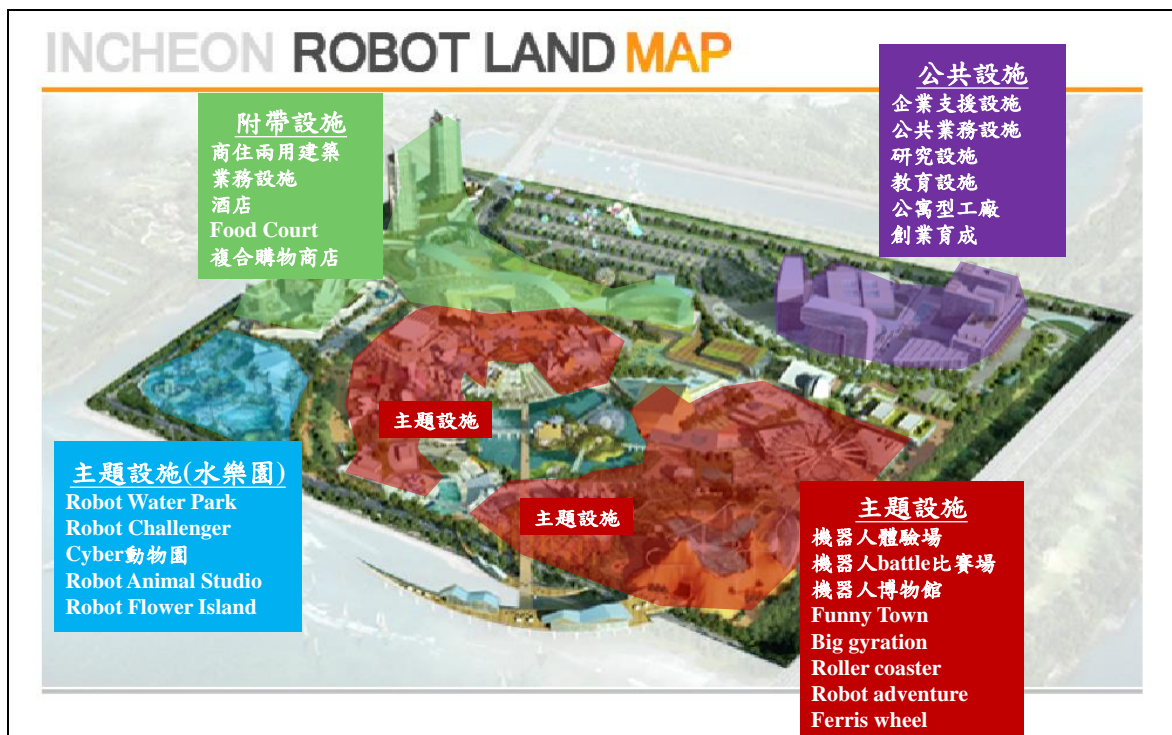 INCHEON ROBOT LAND MAP
附帶設施
商住兩用建築
業務設施
酒店
Food Court
複合購物商店
公共設施
企業支援設施
公共業務設施
研究設施
教育設施
公寓型工廠
創業育成
主題設施
主題設施
主題設施(水樂園)
Robot Water Park
Robot Challenger
Cyber動物園
Robot Animal Studio
Robot Flower Island
主題設施
機器人體驗場
機器人battle比賽場
機器人博物館
Funny Town
Big gyration
Roller coaster
Robot adventure
Ferris wheel